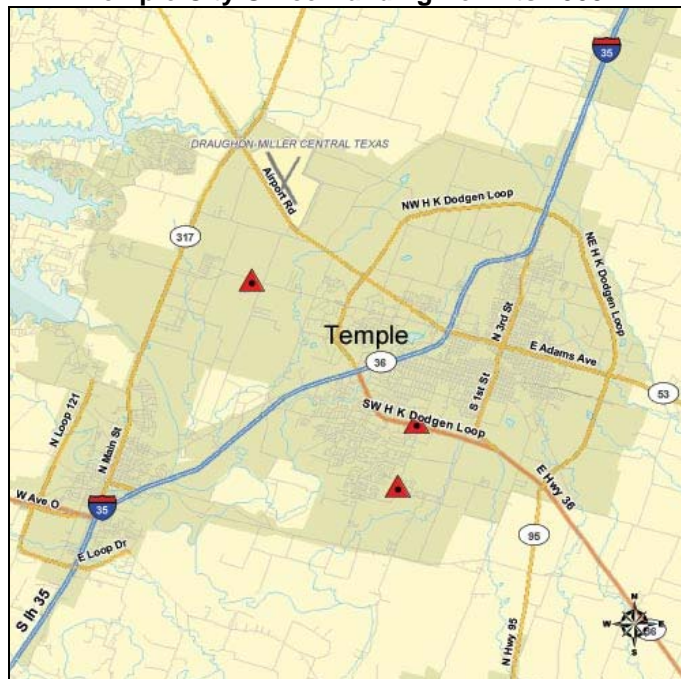 35
DRAUGHON-MILLER CENTRAL TEXAS
Airport Rd
NW H K Dodgen Loop
317
NE H K Dodgen Loop
N 3rd St
Temple
36
E Adams Ave
53
N Loop 121
N Main St
S 1st St
SW H K Dodgen Loop
E Hwy 36
W Ave O
35
95
E Loop Dr
S Ih 35
N Hwy 95
N
W
E
S